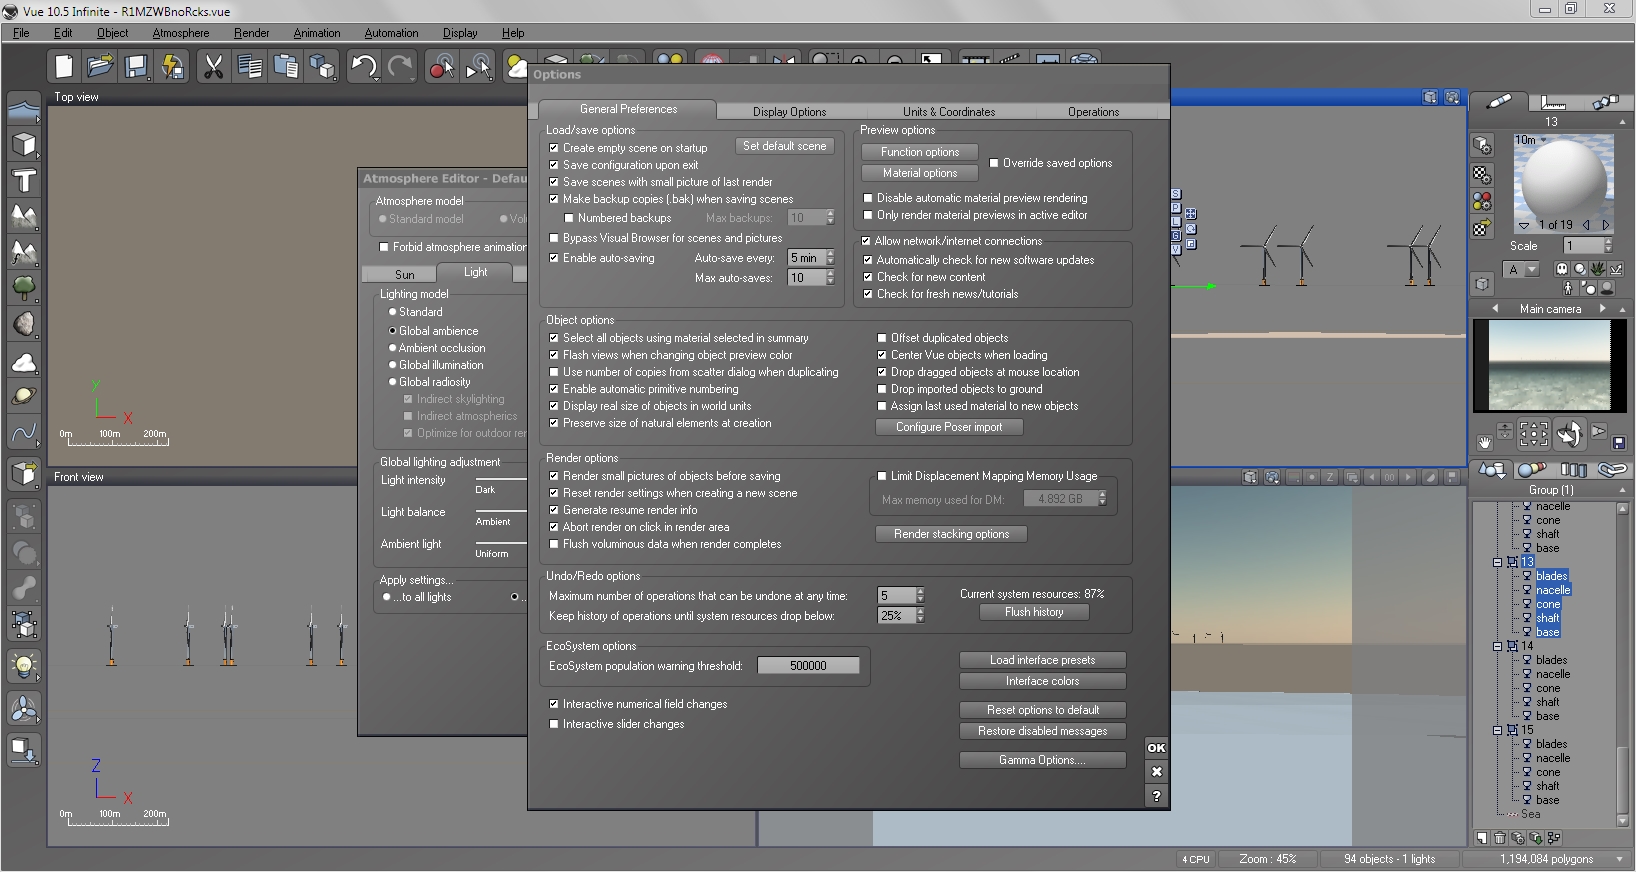 Vue 10.5 Infinite - R1MZWBnoRcks.vue
File Edit Object Atmosphere Render Animation Automation Display Help
Top view
Options
General Preferences Display Options Units & Coordinates Operations
Load/save options
Create empty scene on startup Set default scene
Save configuration upon exit
Save scenes with small picture of last render
Make backup copies (.bak) when saving scenes
Numbered backups Max backups: 10
Bypass Visual Browser for scenes and pictures
Enable auto-saving Auto-save every: 5 min
Max auto-saves: 10
Preview options
Function options
Override saved options
Material options
Disable automatic material preview rendering
Only render material previews in active editor
Allow network/internet connections
Automatically check for new software updates
Check for new content
Check for fresh news/tutorials
Object options
Select all objects using material selected in summary
Flash views when changing object preview color
Use number of copies from scatter dialog when duplicating
Enable automatic primitive numbering
Display real size of objects in world units
Preserve size of natural elements at creation
Offset duplicated objects
Center Vue objects when loading
Drop dragged objects at mouse location
Drop imported objects to ground
Assign last used material to new objects
Configure Poser import
Render options
Render small pictures of objects before saving
Reset render settings when creating a new scene
Generate resume render info
Abort render on click in render area
Flush voluminous data when render completes
Limit Displacement Mapping Memory Usage
Max memory used for DM: 4.892 GB
Render stacking options
Undo/Redo options
Maximum number of operations that can be undone at any time: 5
Keep history of operations until system resources drop below: 25%
Current system resources: 87%
Flush history
EcoSystem options
EcoSystem population warning threshold: 500000
Interactive numerical field changes
Interactive slider changes
Load interface presets
Interface colors
Reset options to default
Restore disabled messages
Gamma Options....
OK
?
Atmosphere Editor - Defau
Atmosphere model
Standard model Volu
Forbid atmosphere animation
Sun Light
Lighting model
Standard
Global ambience
Ambient occlusion
Global illumination
Global radiosity
Indirect skylighting
Indirect atmospherics
Optimize for outdoor ren
Global lighting adjustment
Light intensity
Dark
Light balance
Ambient
Ambient light
Uniform
Apply settings...
...to all lights ..
y
X
0m 100m 200m
Front view
Z
X
0m 100m 200m
13
10m
1 of 19
Scale 1
A
Main camera
Group (1)
nacelle
cone
shaft
base
13
blades
nacelle
cone
shaft
base
14
blades
nacelle
cone
shaft
base
15
blades
nacelle
cone
shaft
base
Sea
4 CPU Zoom : 45% 94 objects - 1 lights 1,194,084 polygons